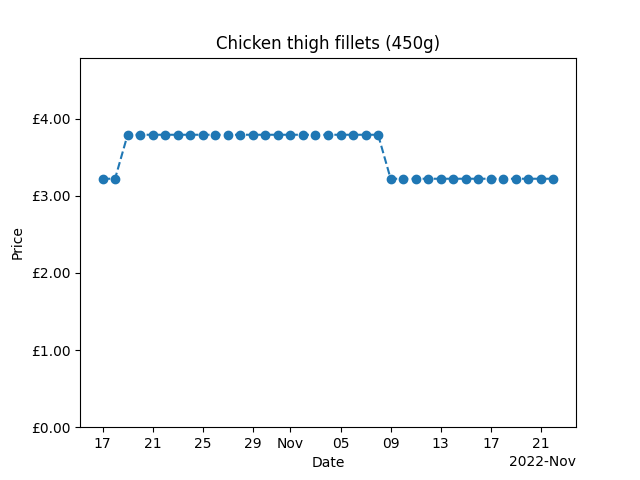 Chicken thigh fillets (450g)
£4.00
£3.00
£2.00
£1.00
£0.00
Price
17 21 25 29 Nov 05 09 13 17 21
Date
2022-Nov